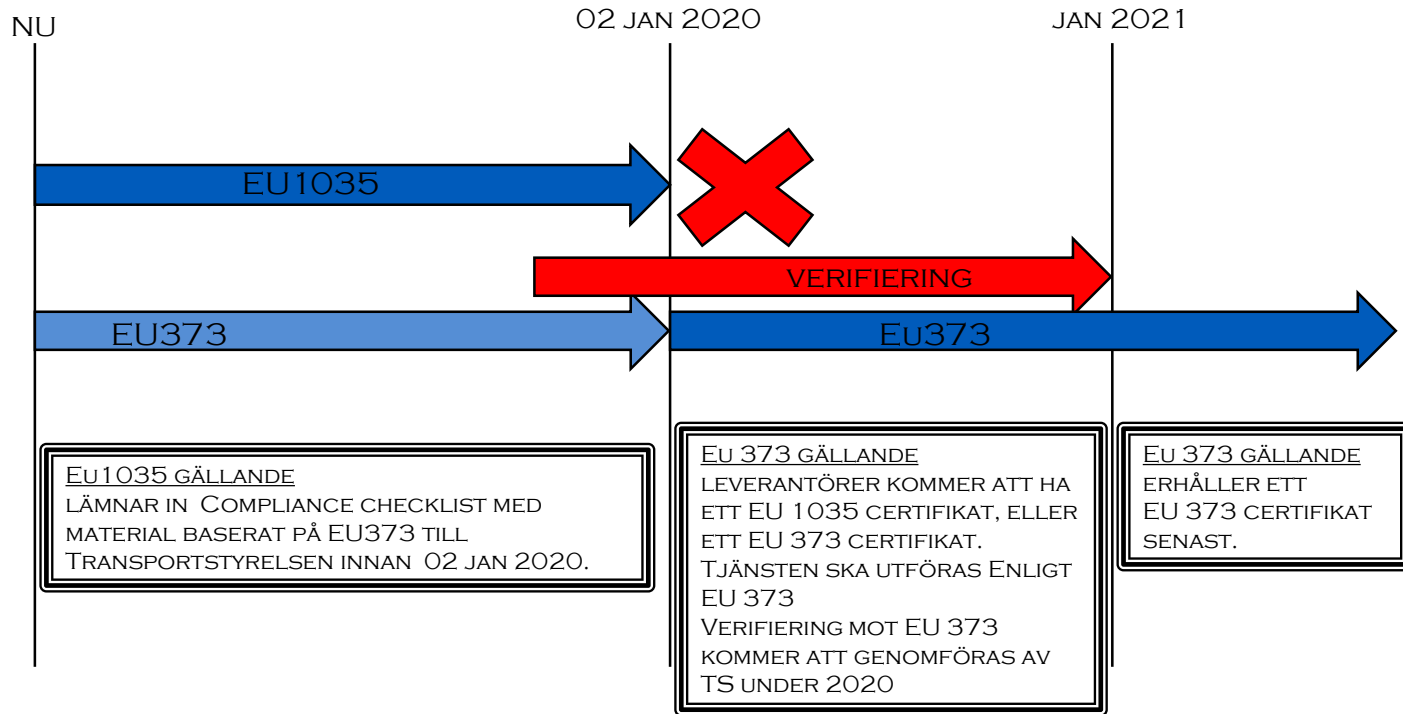 NU
02 JAN 2020
JAN 2021
EU1035
VERIFIERING
EU373
EU373
EU1035 GÄLLANDE
LÄMNAR IN COMPLIANCE CHECKLIST MED
MATERIAL BASERAT PÅ EU373 TILL
TRANSPORTSTYRELSEN INNAN 02 JAN 2020.
EU 373 GÄLLANDE
LEVERANTÖRER KOMMER ATT HA
ETT EU 1035 CERTIFIKAT, ELLER
ETT EU 373 CERTIFIKAT.
TJÄNSTEN SKA UTFÖRAS ENLIGT
EU 373
VERIFIERING MOT EU 373
KOMMER ATT GENOMFÖRAS AV
TS UNDER 2020
EU 373 GÄLLANDE
ERHÅLLER ETT
EU 373 CERTIFIKAT
SENAST.